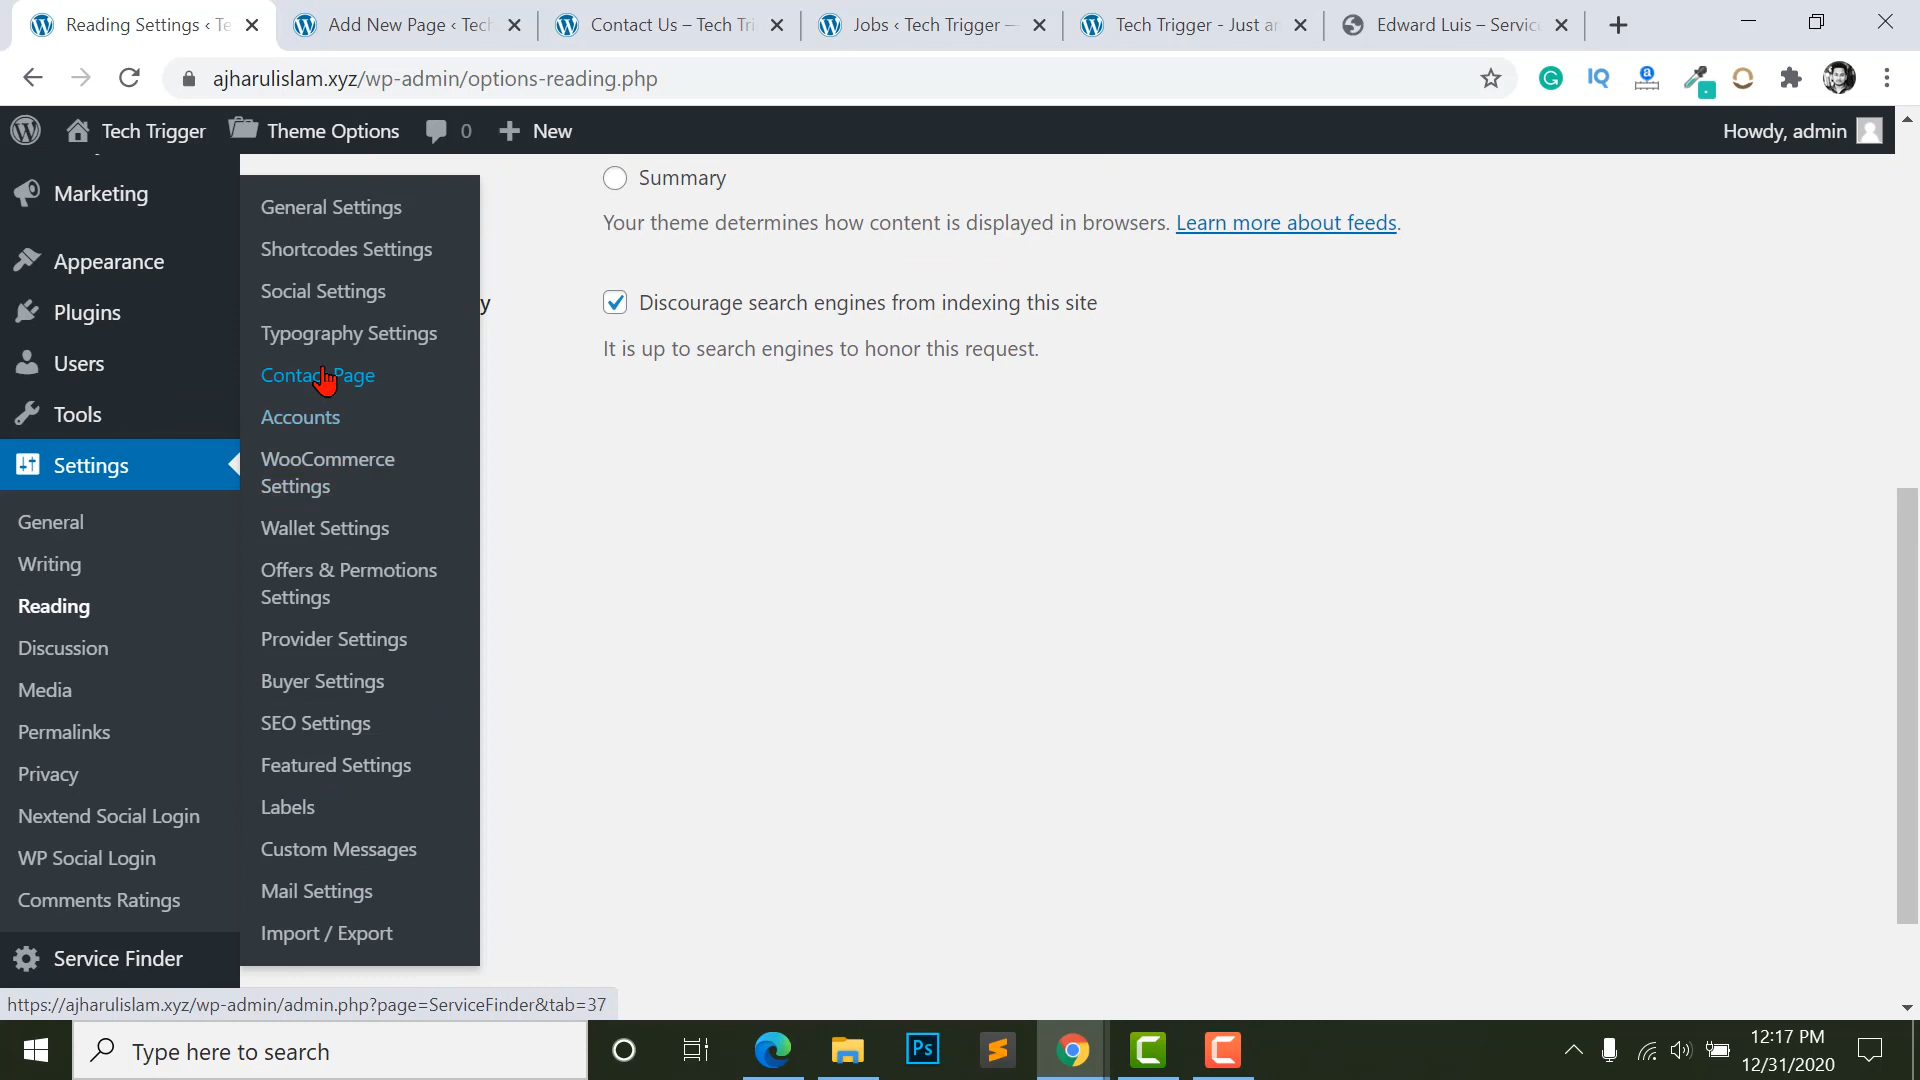 Reading Settings ‹ Te
Add New Page ‹ Tech
Contact Us – Tech Tri
Jobs ‹ Tech Trigger —
Tech Trigger - Just an
Edward Luis – Service
ajharulislam.xyz/wp-admin/options-reading.php
Tech Trigger
Theme Options
0
New
Howdy, admin
Marketing
Appearance
Plugins
Users
Tools
Settings
General
Writing
Reading
Discussion
Media
Permalinks
Privacy
Nextend Social Login
WP Social Login
Comments Ratings
Service Finder
General Settings
Shortcodes Settings
Social Settings
Typography Settings
Contact Page
Accounts
WooCommerce
Settings
Wallet Settings
Offers & Permotions
Settings
Provider Settings
Buyer Settings
SEO Settings
Featured Settings
Labels
Custom Messages
Mail Settings
Import / Export
Summary
Your theme determines how content is displayed in browsers. Learn more about feeds.
y
Discourage search engines from indexing this site
It is up to search engines to honor this request.
https://ajharulislam.xyz/wp-admin/admin.php?page=ServiceFinder&tab=37
Type here to search
Ps
12:17 PM
12/31/2020